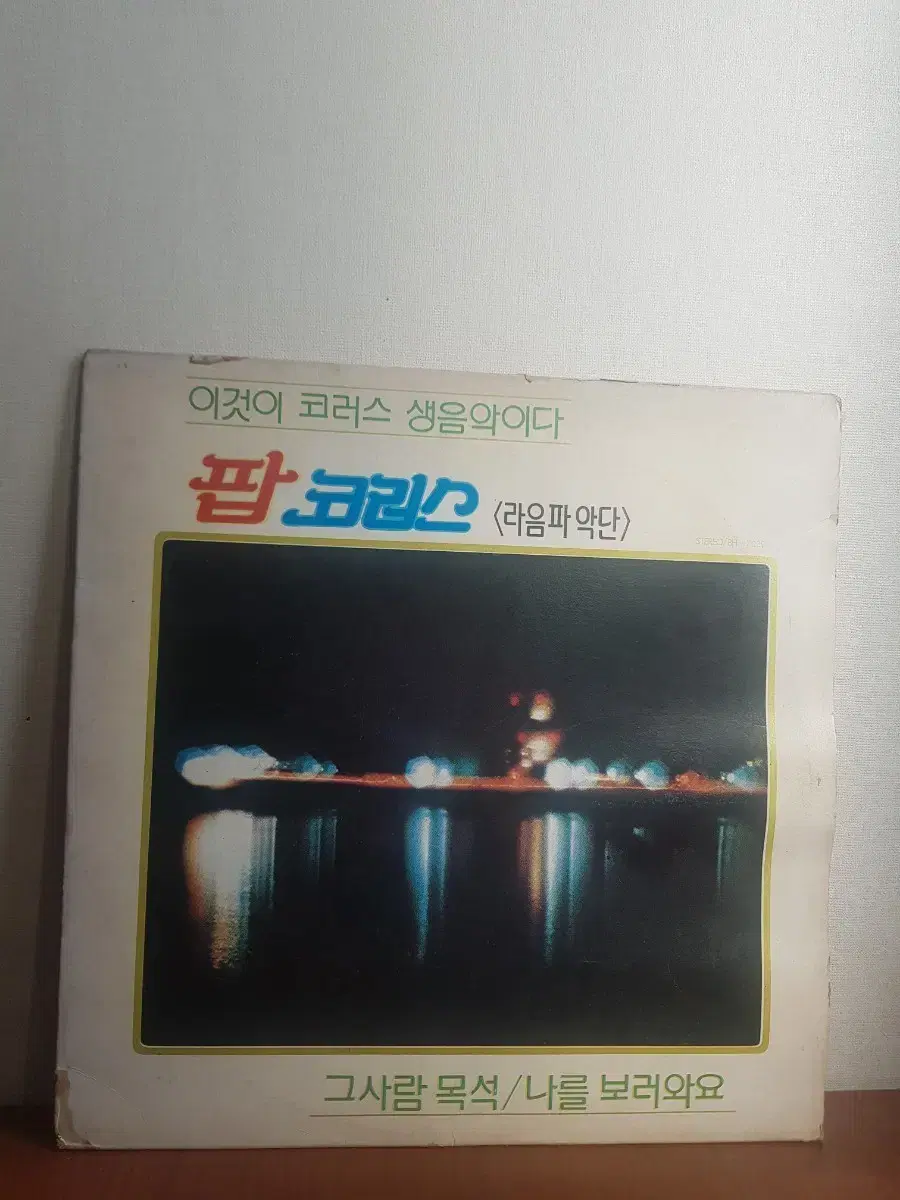 이것이 코러스 생음악이다
팝 코러스 〈라음파 악단〉
STEREO
그사람 목석/나를 보러와요